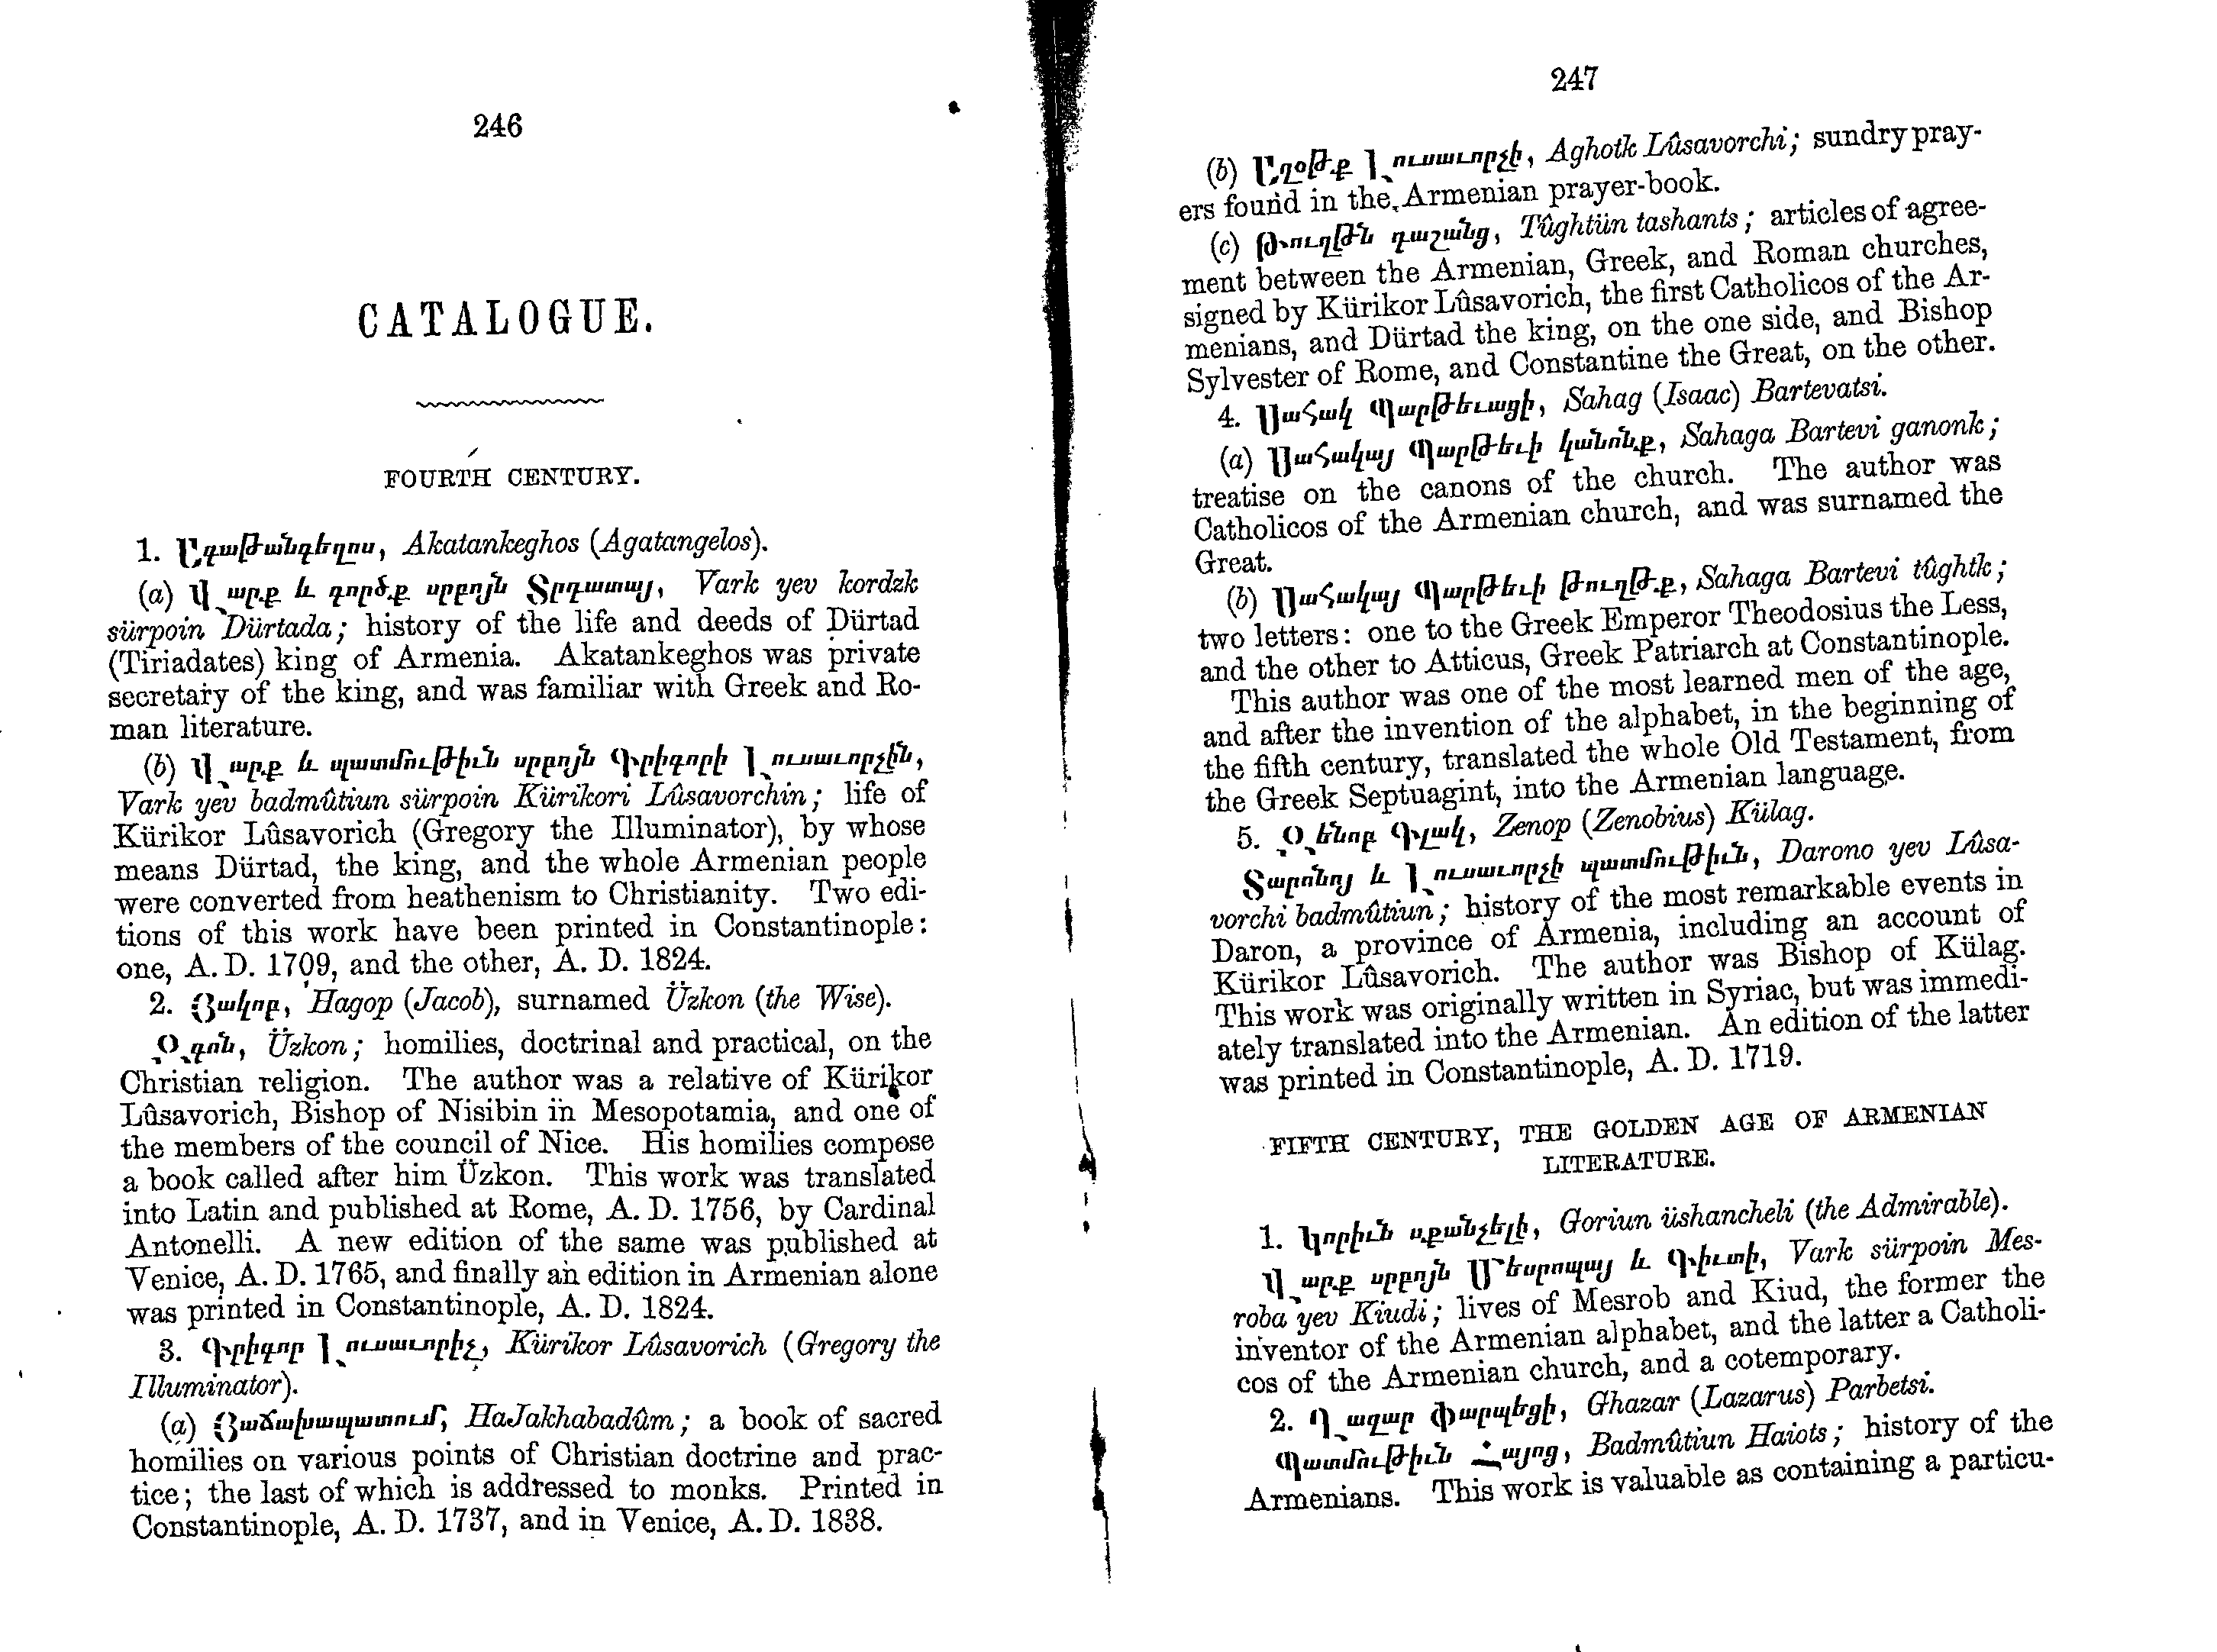 246
CATALOGUE.
FOURTH CENTURY.
1. Ագաթանգեղոս, Akatankeghos (Agatangelos).
(a) Վարք և գործք սրբոյն Տրդատայ, Vark yev kordzk
sürpoin Dürtada; history of the life and deeds of Dürtad
(Tiriadates) king of Armenia. Akatankeghos was private
secretary of the king, and was familiar with Greek and Ro-
man literature.
(b) Վարք և պատմութիւն սրբոյն Գրիգորի Լուսաւորչին,
Vark yev badmûtiun sürpoin Kürikori Lûsavorchin; life of
Kürikor Lûsavorich (Gregory the Illuminator), by whose
means Dürtad, the king, and the whole Armenian people
were converted from heathenism to Christianity. Two edi-
tions of this work have been printed in Constantinople:
one, A. D. 1709, and the other, A. D. 1824.
2. Յակոբ, Hagop (Jacob), surnamed Üzkon (the Wise).
Զգօն, Üzkon; homilies, doctrinal and practical, on the
Christian religion. The author was a relative of Kürikor
Lûsavorich, Bishop of Nisibin in Mesopotamia, and one of
the members of the council of Nice. His homilies compose
a book called after him Üzkon. This work was translated
into Latin and published at Rome, A. D. 1756, by Cardinal
Antonelli. A new edition of the same was published at
Venice, A. D. 1765, and finally an edition in Armenian alone
was printed in Constantinople, A. D. 1824.
3. Գրիգոր Լուսաւորիչ, Kürikor Lûsavorich (Gregory the
Illuminator).
(a) Յաճախապատում, HaJakhabadûm; a book of sacred
homilies on various points of Christian doctrine and prac-
tice; the last of which is addressed to monks. Printed in
Constantinople, A. D. 1737, and in Venice, A. D. 1838.
247
(b) Աղօթք Լուսաւորչի, Aghotk Lûsavorchi; sundry pray-
ers found in the Armenian prayer-book.
(c) Թուղթն դաշանց, Tûghtün tashants; articles of agree-
ment between the Armenian, Greek, and Roman churches,
signed by Kürikor Lûsavorich, the first Catholicos of the Ar-
menians, and Dürtad the king, on the one side, and Bishop
Sylvester of Rome, and Constantine the Great, on the other.
4. Սահակ Պարթեւացի, Sahag (Isaac) Bartevatsi.
(a) Սահակայ Պարթեւի կանոնք, Sahaga Bartevi ganonk;
treatise on the canons of the church. The author was
Catholicos of the Armenian church, and was surnamed the
Great.
(b) Սահակայ Պարթեւի թուղթք, Sahaga Bartevi tûghtk;
two letters: one to the Greek Emperor Theodosius the Less,
and the other to Atticus, Greek Patriarch at Constantinople.
This author was one of the most learned men of the age,
and after the invention of the alphabet, in the beginning of
the fifth century, translated the whole Old Testament, from
the Greek Septuagint, into the Armenian language.
5. Զենոբ Գլակ, Zenop (Zenobius) Külag.
Տարոնոյ և Լուսաւորչի պատմութիւն, Darono yev Lûsa-
vorchi badmûtiun; history of the most remarkable events in
Daron, a province of Armenia, including an account of
Kürikor Lûsavorich. The author was Bishop of Külag.
This work was originally written in Syriac, but was immedi-
ately translated into the Armenian. An edition of the latter
was printed in Constantinople, A. D. 1719.
FIFTH CENTURY, THE GOLDEN AGE OF ARMENIAN
LITERATURE.
1. Կորիւն սքանչելի, Goriun üshancheli (the Admirable).
Վարք սրբոյն Մեսրոպայ և Գիւտի, Vark sürpoin Mes-
roba yev Kiudi; lives of Mesrob and Kiud, the former the
inventor of the Armenian alphabet, and the latter a Catholi-
cos of the Armenian church, and a cotemporary.
2. Ղազար Փարպեցի, Ghazar (Lazarus) Parbetsi.
Պատմութիւն Հայոց, Badmûtiun Haiots; history of the
Armenians. This work is valuable as containing a particu-